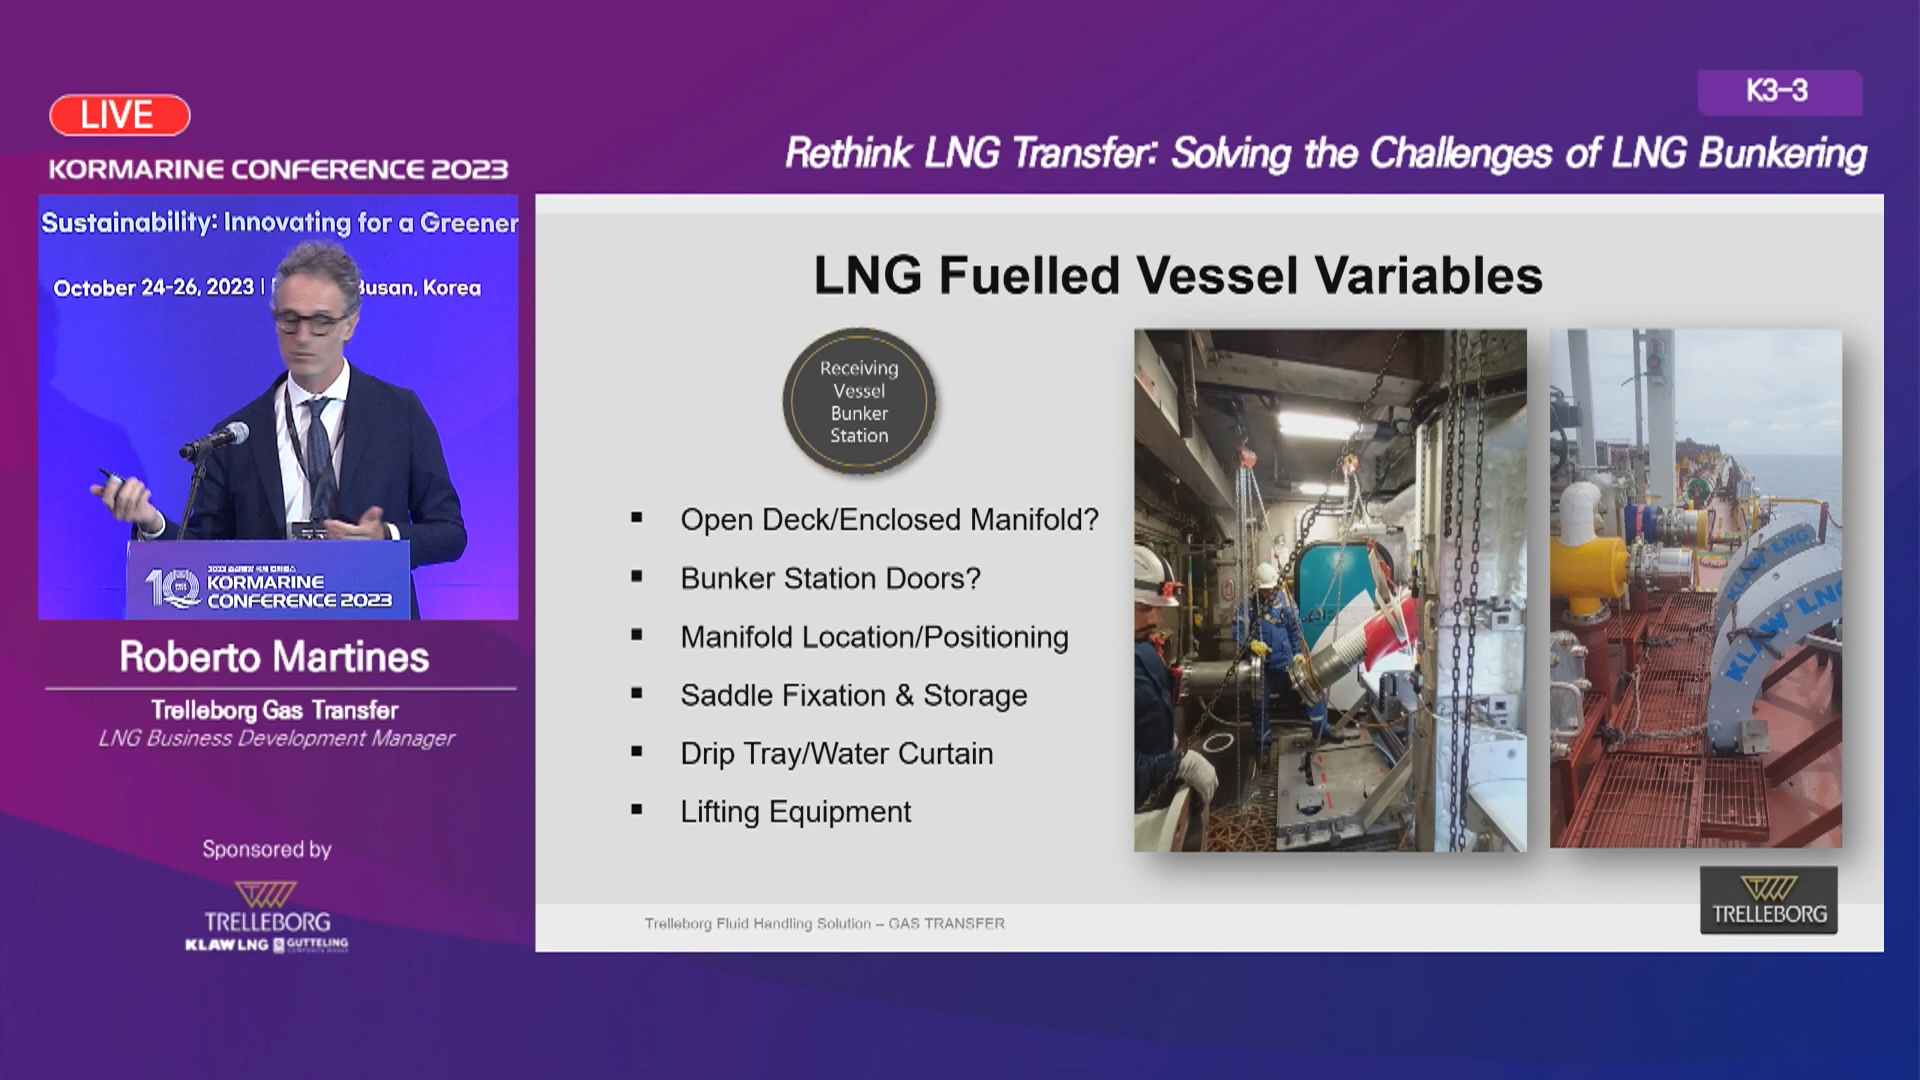 LIVE
KORMARINE CONFERENCE 2023
K3-3
Rethink LNG Transfer: Solving the Challenges of LNG Bunkering
Sustainability: Innovating for a Greener
October 24-26, 2023 |
Busan, Korea
KORMARINE
CONFERENCE 2023
Roberto Martines
Trelleborg Gas Transfer
LNG Business Development Manager
Sponsored by
TRELLEBORG
KLAW LNG GUTTELING
LNG Fuelled Vessel Variables
Receiving
Vessel
Bunker
Station
▪ Open Deck/Enclosed Manifold?
▪ Bunker Station Doors?
▪ Manifold Location/Positioning
▪ Saddle Fixation & Storage
▪ Drip Tray/Water Curtain
▪ Lifting Equipment
KLAW LNG
KLAW LNG
Trelleborg Fluid Handling Solution – GAS TRANSFER
TRELLEBORG